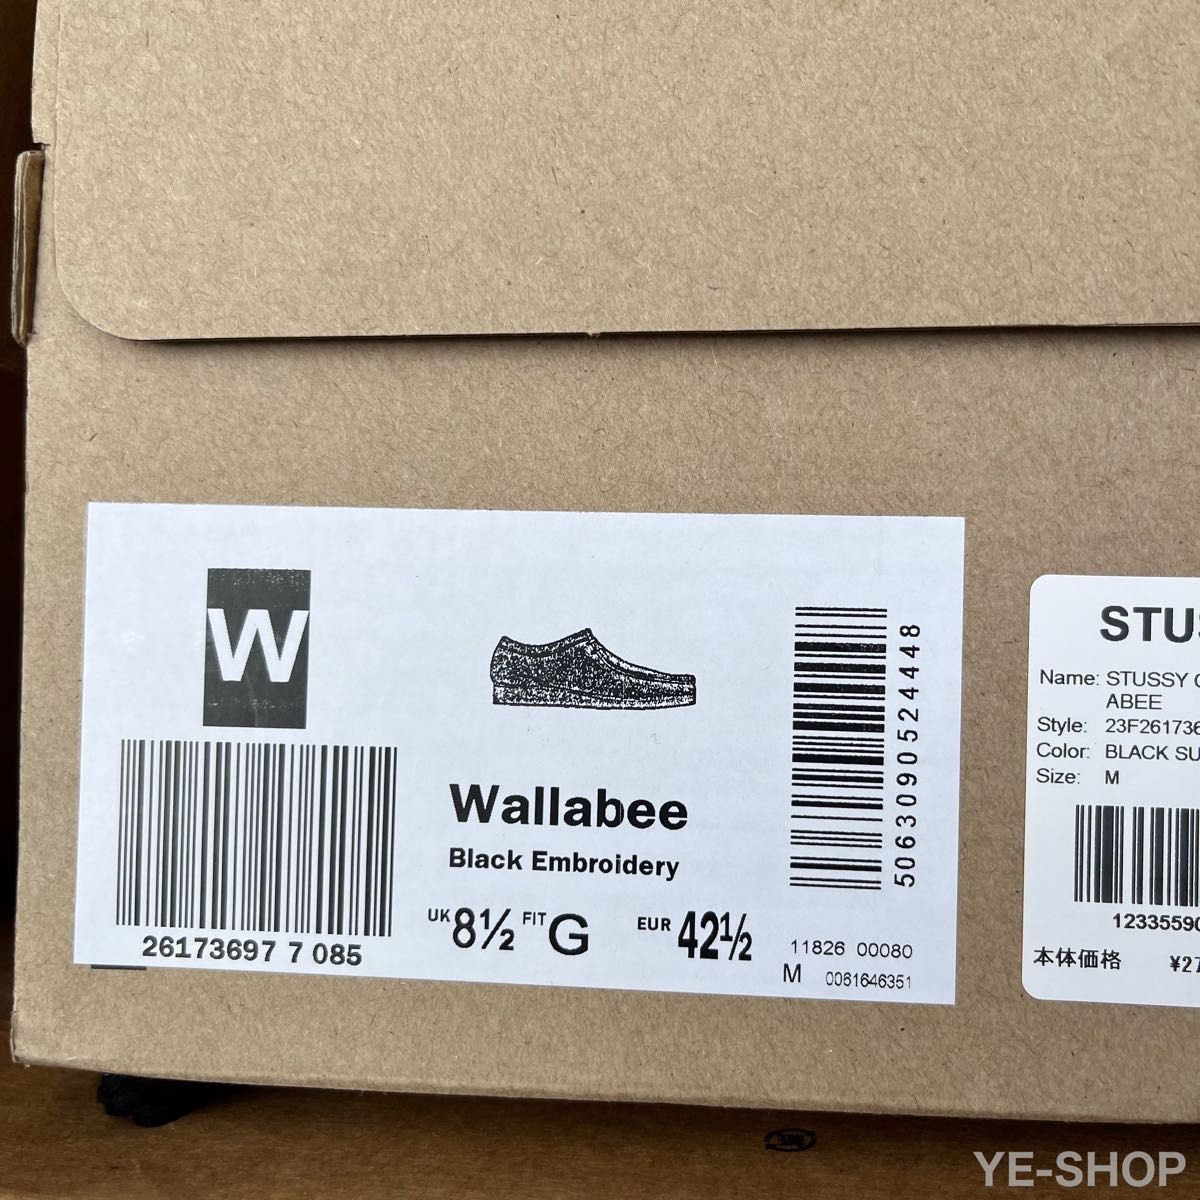 W
26173697 7 085
Wallabee
Black Embroidery
UK 8½ FIT G EUR 42½
5063090524448
11826 00080
M 0061646351
STUS
Name: STUSSY C
ABEE
Style: 23F261736
Color: BLACK SU
Size: M
12335590
本体価格 ¥27
YE-SHOP